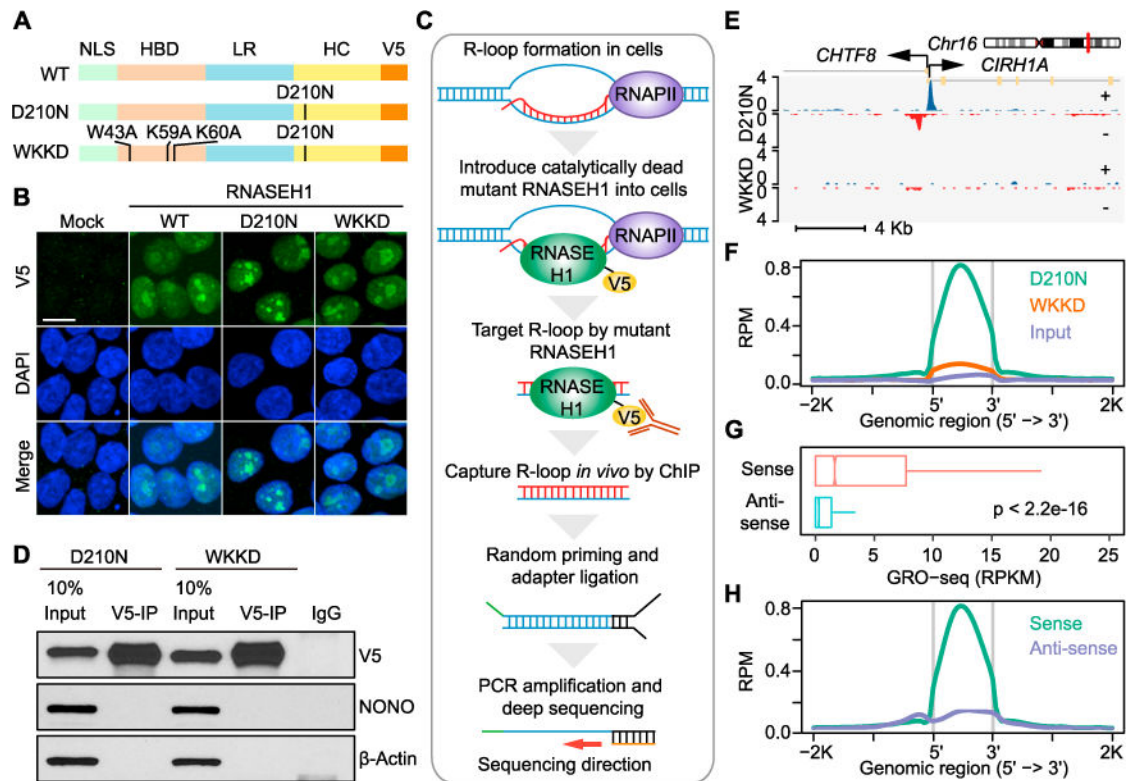 A
NLS HBD LR HC V5
WT
D210N
D210N
W43A K59A K60A D210N
WKKD
B
RNASEH1
Mock WT D210N WKKD
V5
DAPI
Merge
D
D210N WKKD
10% 10%
Input V5-IP Input V5-IP IgG
V5
NONO
β-Actin
C
R-loop formation in cells
RNAPII
Introduce catalytically dead
mutant RNASEH1 into cells
RNAPII
RNASE
H1
V5
Target R-loop by mutant
RNASEH1
RNASE
H1
V5
Capture R-loop in vivo by ChIP
Random priming and
adapter ligation
PCR amplification and
deep sequencing
Sequencing direction
E
Chr16
CHTF8
CIRH1A
4
D210N
0
+
0
-
4
4
WKKD
0
+
0
-
4
4 Kb
F
RPM
0.8
0.4
0.0
D210N
WKKD
Input
−2K 5' 3' 2K
Genomic region (5' −> 3')
G
Sense
Anti-
sense
p < 2.2e-16
0 5 10 15 20 25
GRO−seq (RPKM)
H
RPM
0.8
0.4
0.0
Sense
Anti-sense
−2K 5' 3' 2K
Genomic region (5' −> 3')